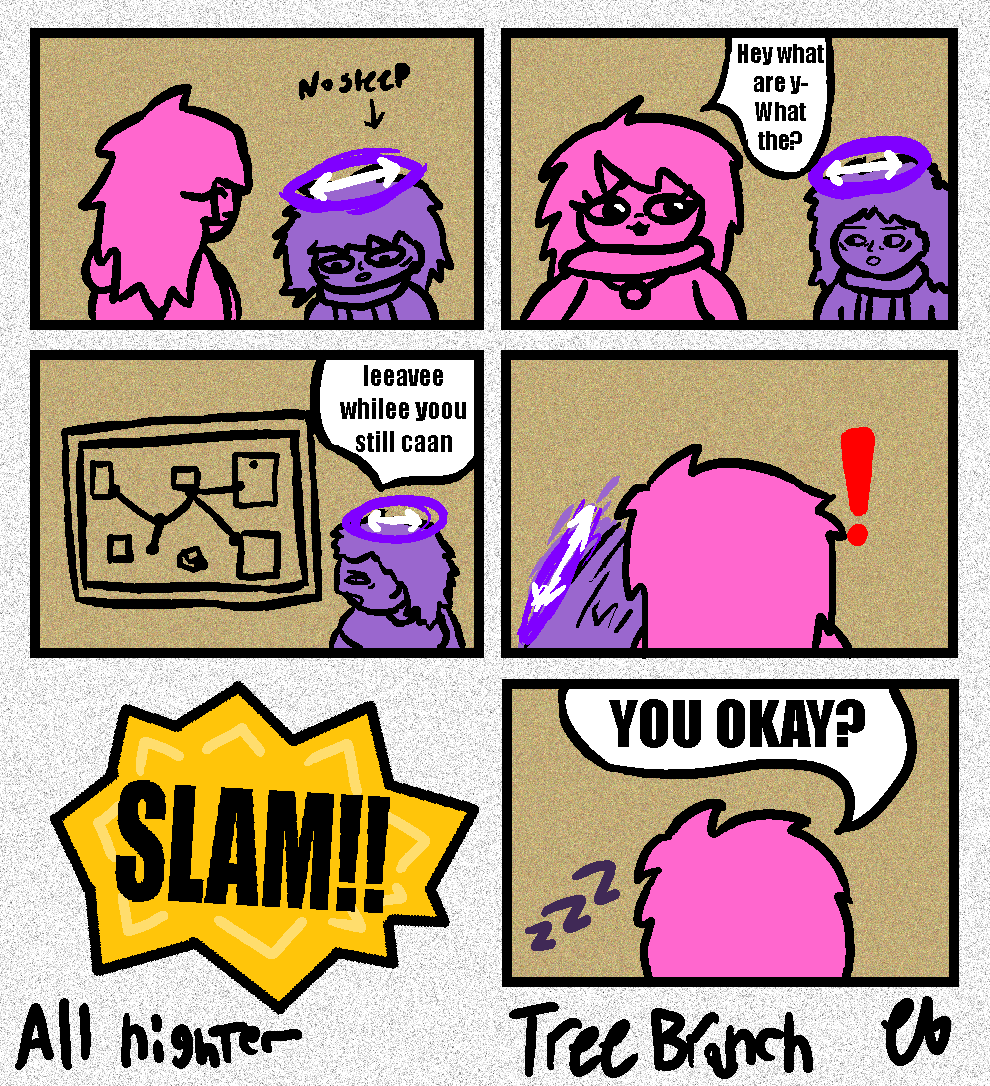 No sleep
Hey what
are y-
What
the?
leeavee
whilee yoou
still caan
!
SLAM!!
YOU OKAY?
zzz
All nighter
Tree Branch